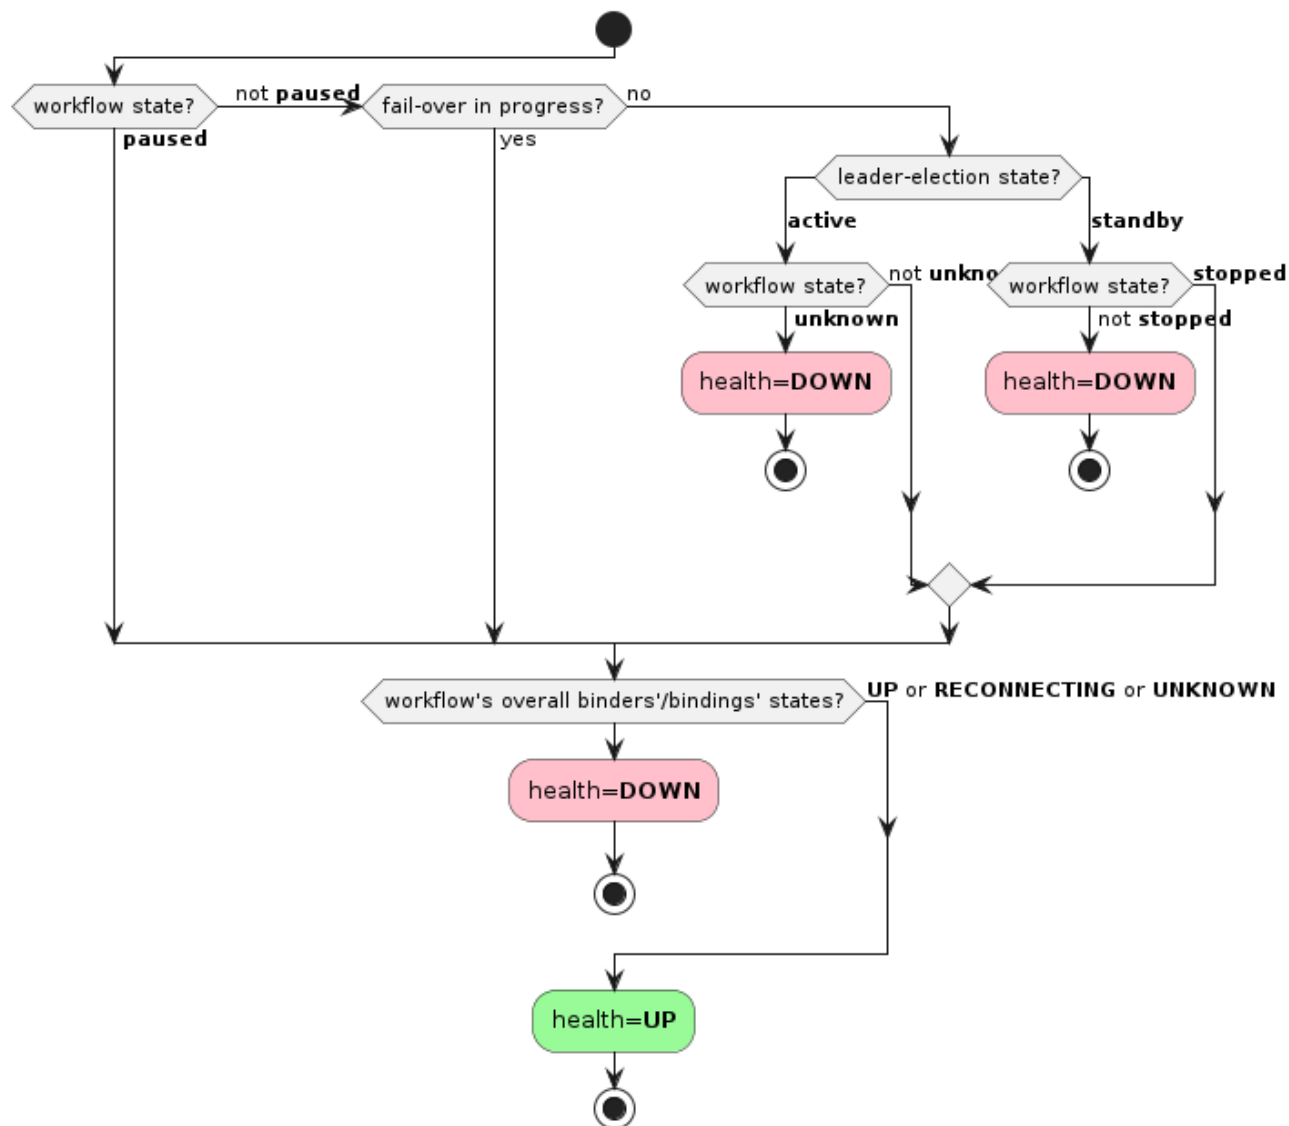 workflow state?
not paused
fail-over in progress?
no
paused
yes
leader-election state?
active
standby
workflow state?
not unkno
workflow state?
stopped
unknown
not stopped
health=DOWN
health=DOWN
workflow's overall binders'/bindings' states?
UP or RECONNECTING or UNKNOWN
health=DOWN
health=UP